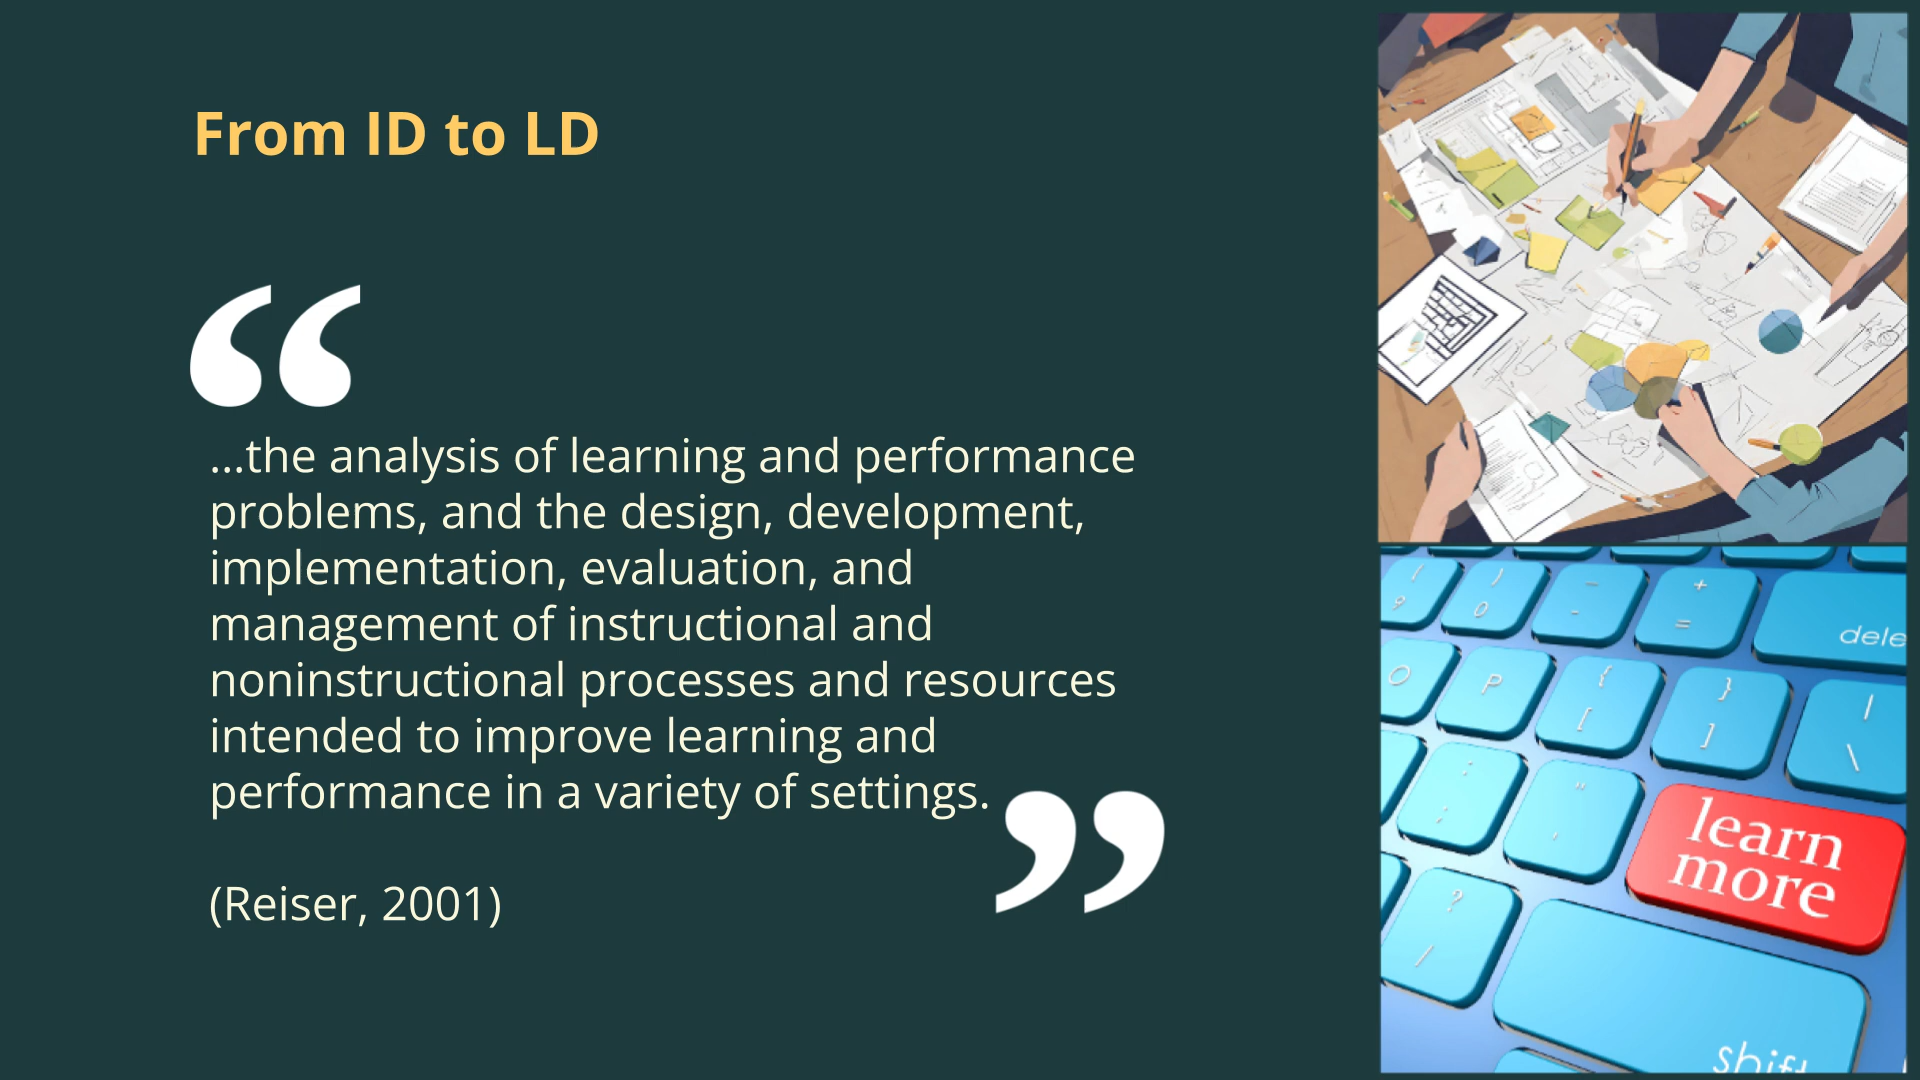 From ID to LD
“
...the analysis of learning and performance
problems, and the design, development,
implementation, evaluation, and
management of instructional and
noninstructional processes and resources
intended to improve learning and
performance in a variety of settings.
”
(Reiser, 2001)
( 9
) 0
_ -
+ =
dele
O
P
{ [
} ]
| \
: ;
" '
learn
more
? /
shift